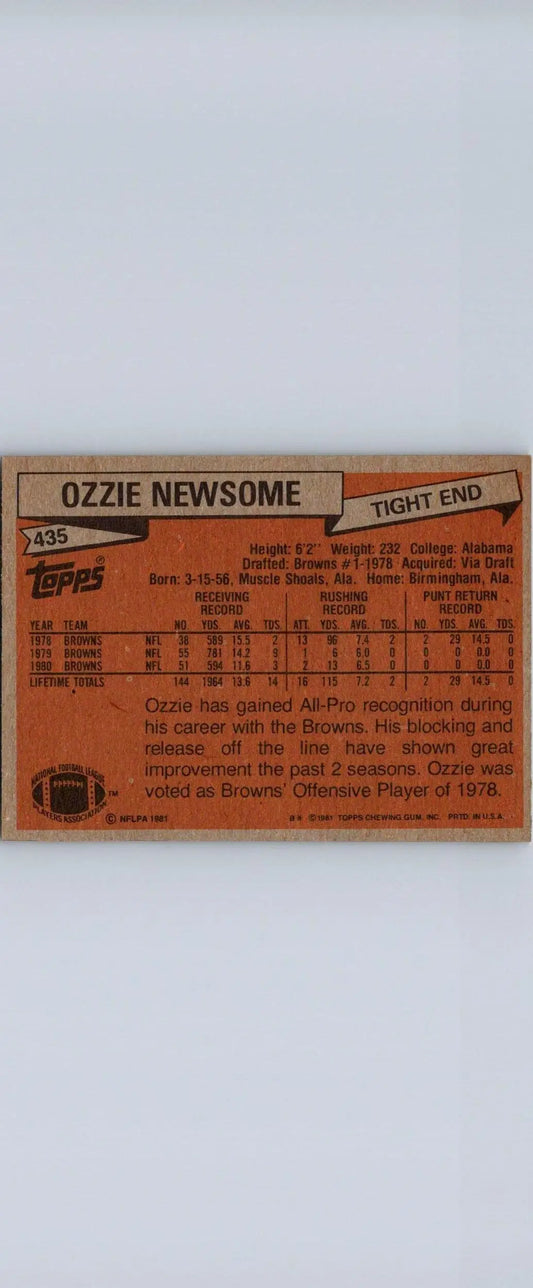 OZZIE NEWSOME
TIGHT END
435
Topps®
Height: 6'2'' Weight: 232 College: Alabama
Drafted: Browns #1-1978 Acquired: Via Draft
Born: 3-15-56, Muscle Shoals, Ala. Home: Birmingham, Ala.
RECEIVING RECORD RUSHING RECORD PUNT RETURN RECORD
YEAR TEAM NO. YDS. AVG. TDS. ATT. YDS. AVG. TDS. NO. YDS. AVG. TDS.
1978 BROWNS NFL 38 589 15.5 2 13 96 7.4 2 2 29 14.5 0
1979 BROWNS NFL 55 781 14.2 9 1 6 6.0 0 0 0 0.0 0
1980 BROWNS NFL 51 594 11.6 3 2 13 6.5 0 0 0 0.0 0
LIFETIME TOTALS 144 1964 13.6 14 16 115 7.2 2 2 29 14.5 0
Ozzie has gained All-Pro recognition during
his career with the Browns. His blocking and
release off the line have shown great
improvement the past 2 seasons. Ozzie was
voted as Browns' Offensive Player of 1978.
NATIONAL FOOTBALL LEAGUE
PLAYERS ASSOCIATION
TM
© NFLPA 1981
** © 1981 TOPPS CHEWING GUM, INC. PRTD. IN U.S.A.